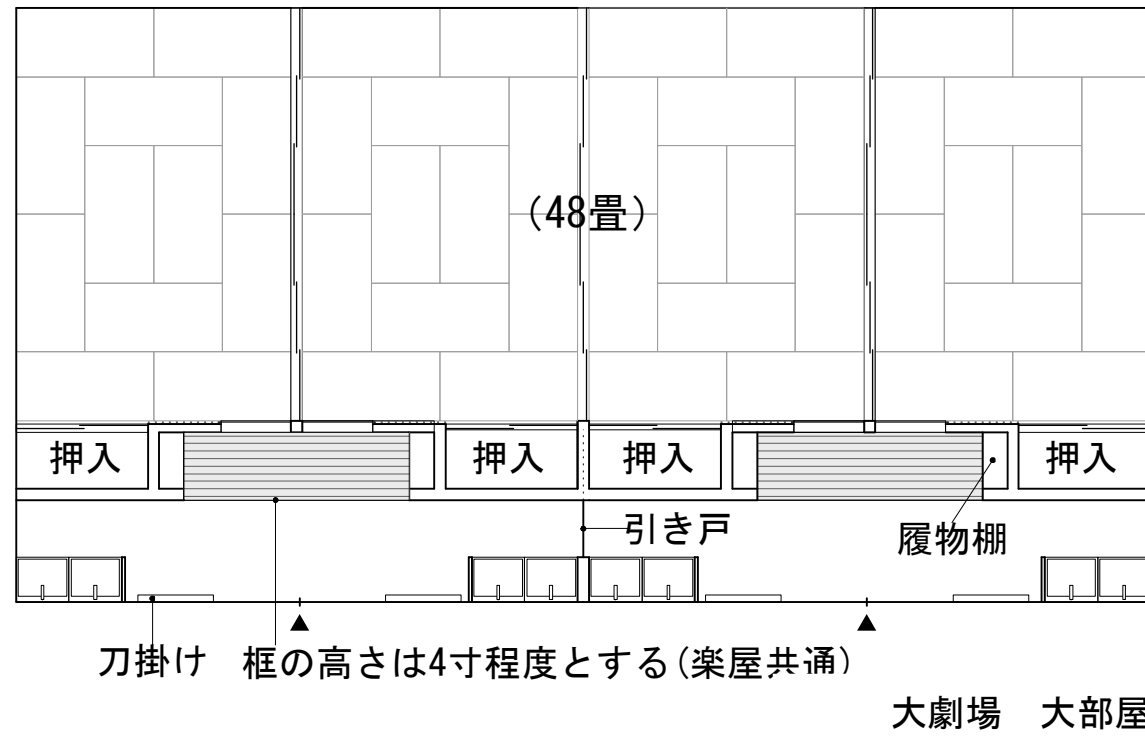 (48畳)
押入
押入
押入
押入
引き戸
履物棚
刀掛け
框の高さは4寸程度とする(楽屋共通)
大劇場 大部屋